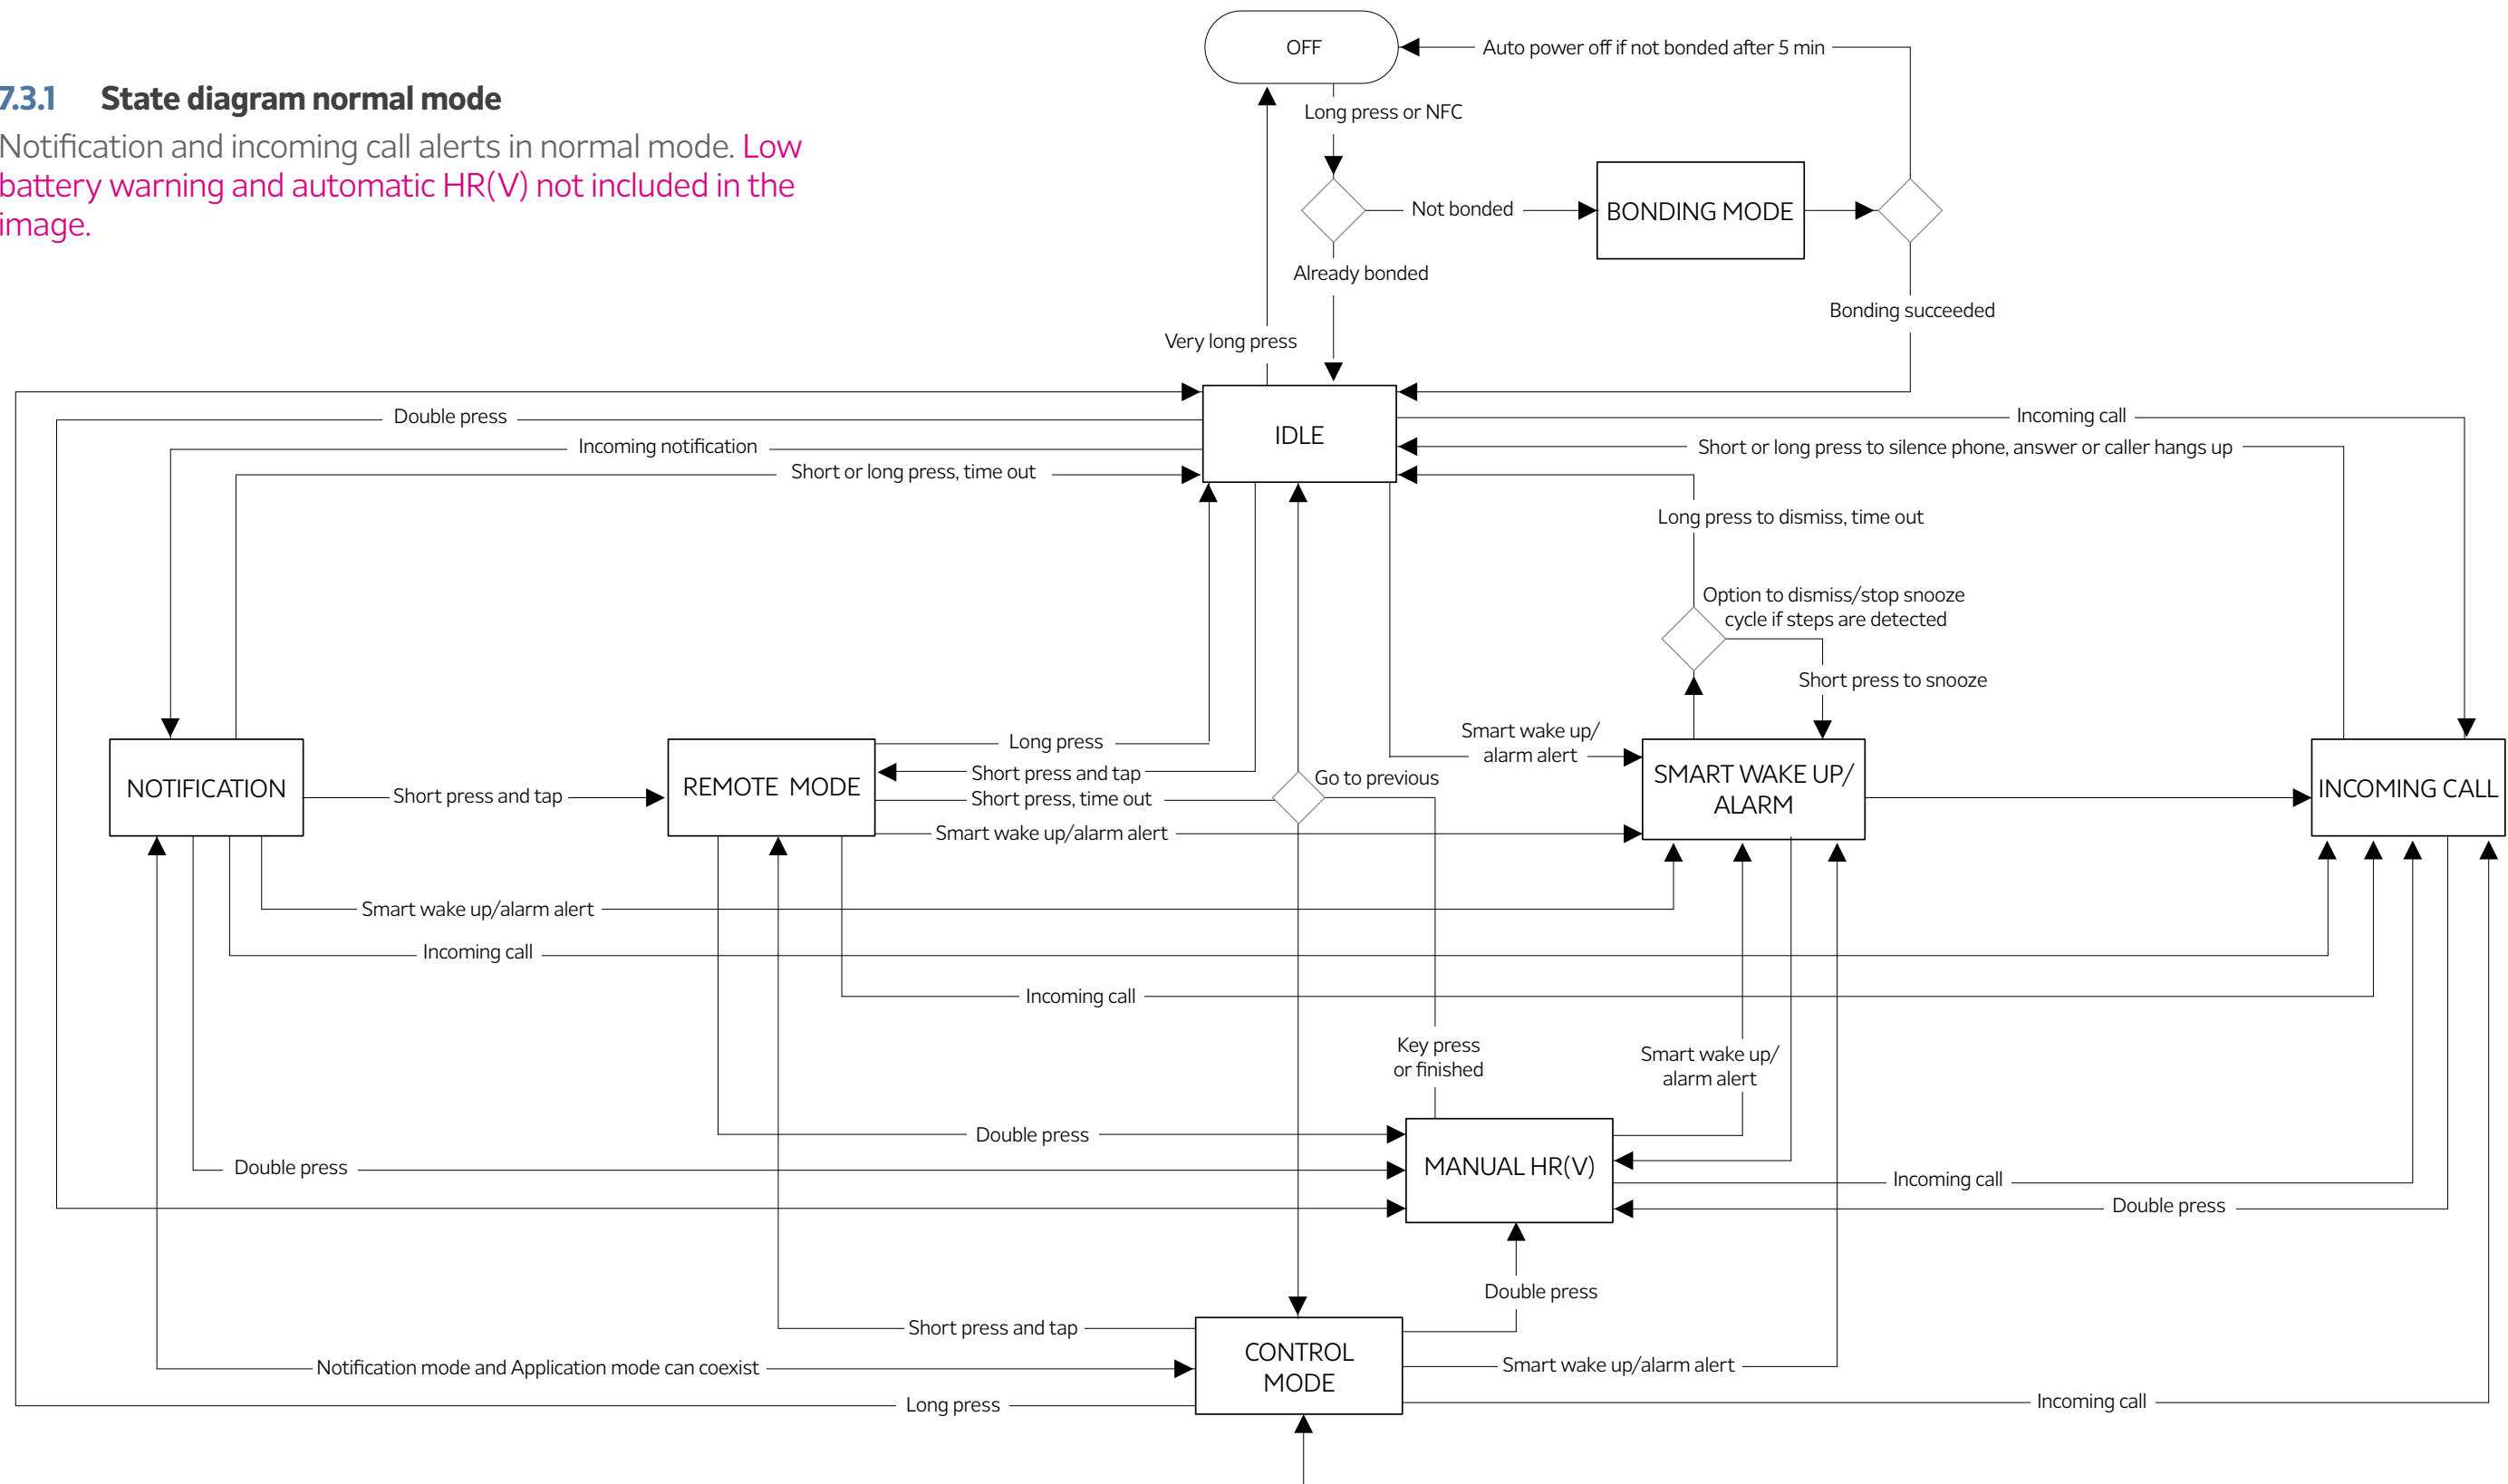 OFF
Auto power off if not bonded after 5 min
7.3.1 State diagram normal mode
Long press or NFC
Notification and incoming call alerts in normal mode. Low
battery warning and automatic HR(V) not included in the
image.
Not bonded
BONDING MODE
Already bonded
Bonding succeeded
Very long press
Double press
Incoming call
IDLE
Incoming notification
Short or long press to silence phone, answer or caller hangs up
Short or long press, time out
Long press to dismiss, time out
Option to dismiss/stop snooze
cycle if steps are detected
Short press to snooze
Smart wake up/
alarm alert
Long press
NOTIFICATION
Short press and tap
REMOTE MODE
Short press and tap
Go to previous
Short press, time out
SMART WAKE UP/
ALARM
INCOMING CALL
Smart wake up/alarm alert
Smart wake up/alarm alert
Incoming call
Incoming call
Key press
or finished
Smart wake up/
alarm alert
Double press
Double press
MANUAL HR(V)
Incoming call
Double press
Double press
Short press and tap
CONTROL
MODE
Notification mode and Application mode can coexist
Smart wake up/alarm alert
Long press
Incoming call